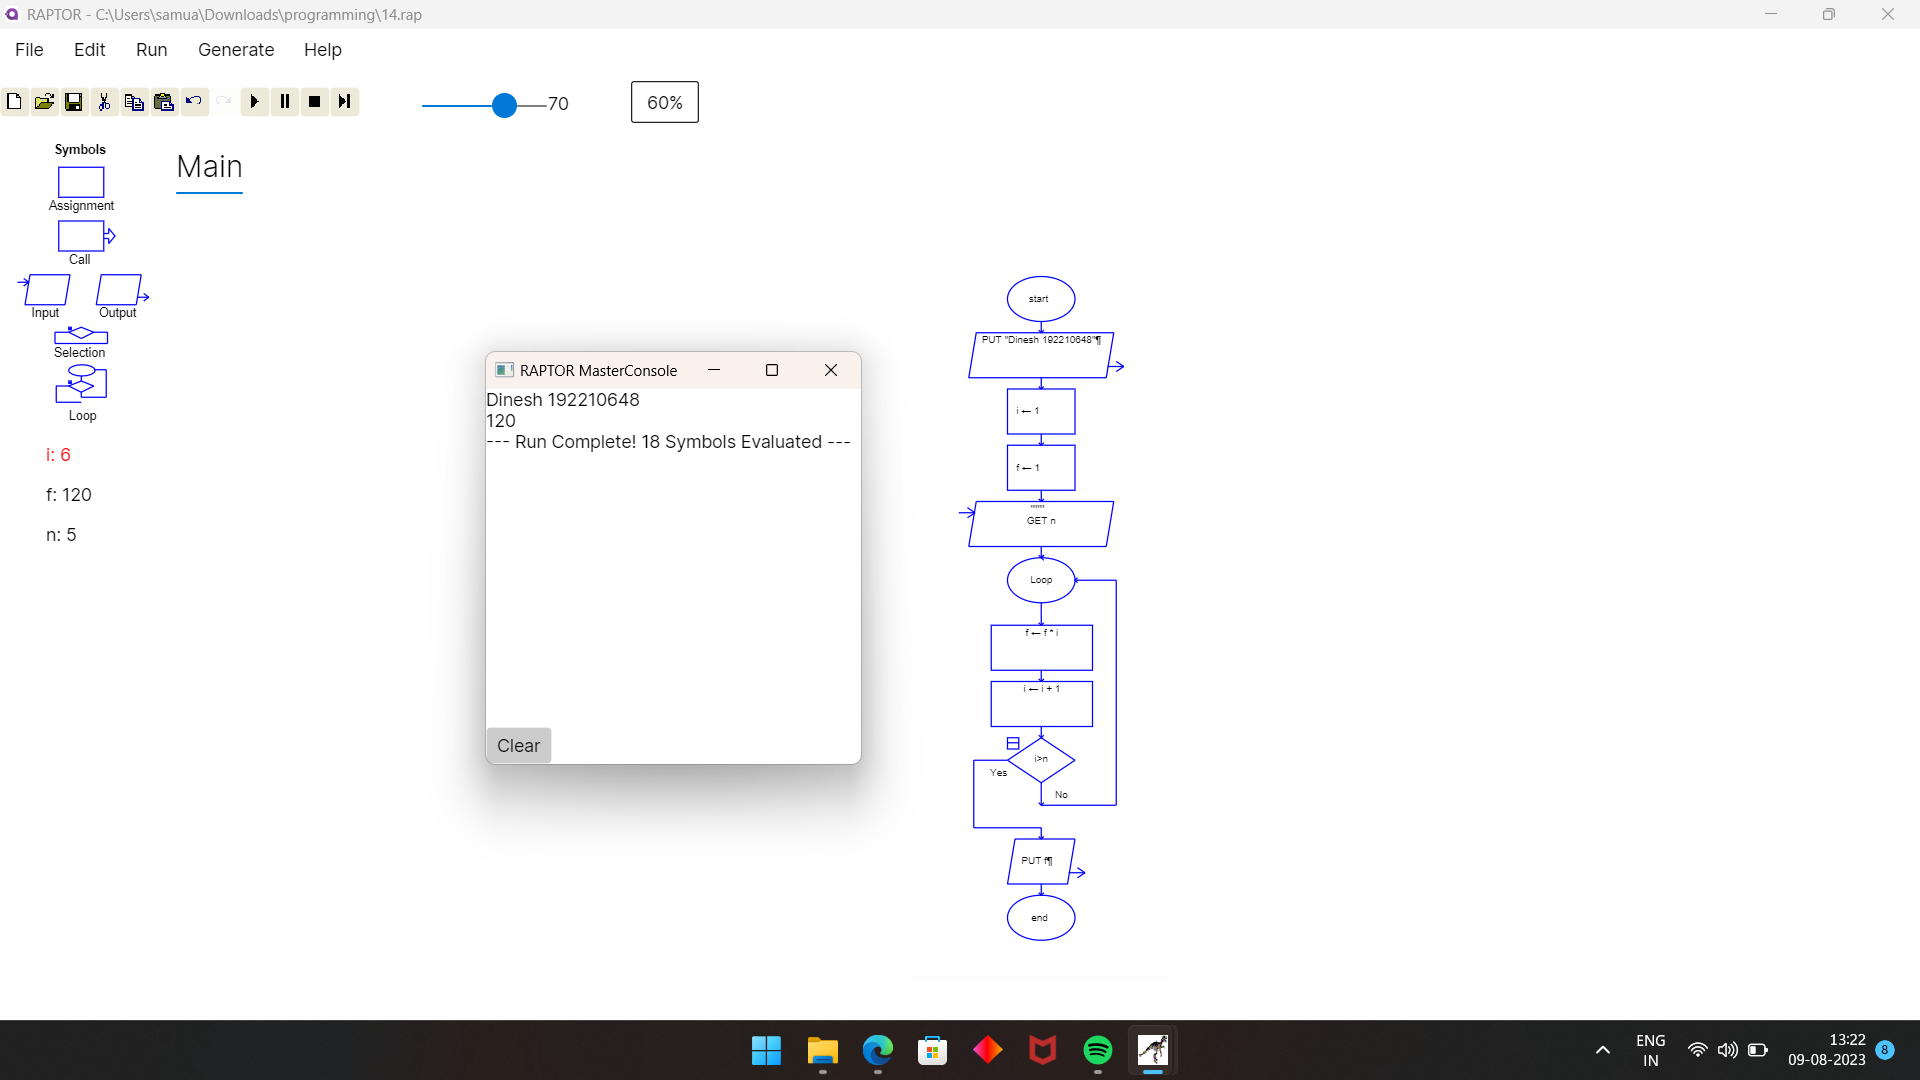 RAPTOR - C:\Users\samua\Downloads\programming\14.rap
File Edit Run Generate Help
70
60%
Symbols
Assignment
Call
Input Output
Selection
Loop
i: 6
f: 120
n: 5
Main
RAPTOR MasterConsole
Dinesh 192210648
120
--- Run Complete! 18 Symbols Evaluated ---
Clear
start
PUT "Dinesh 192210648"¶
i ← 1
f ← 1
GET n
Loop
f ← f * i
i ← i + 1
i>n
Yes
No
PUT f¶
end
ENG
IN
13:22
09-08-2023
8